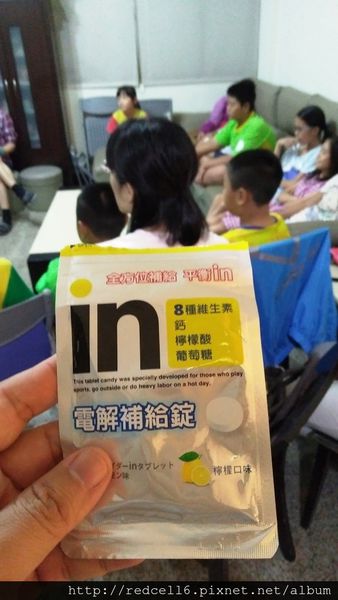 全方位補給 平衡in
in
8種維生素
鈣
檸檬酸
葡萄糖
This tablet candy was specially developed for those who play
sports, go outside or do heavy labor on a hot day.
電解補給錠
ダーinタブレット
檸檬口味
ン味
http://redcell6.pixnet.net/album